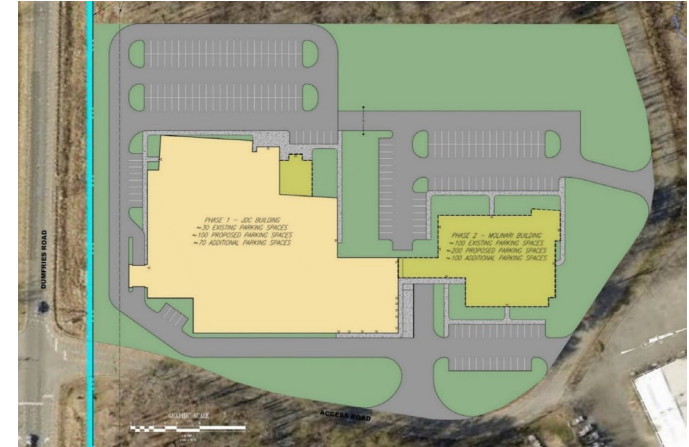 PHASE 1 - JDC BUILDING
~30 EXISTING PARKING SPACES
~100 PROPOSED PARKING SPACES
~70 ADDITIONAL PARKING SPACES
PHASE 2 - MOLINARI BUILDING
~100 EXISTING PARKING SPACES
~200 PROPOSED PARKING SPACES
~100 ADDITIONAL PARKING SPACES
DUMFRIES ROAD
GRAPHIC SCALE
ACCESS ROAD